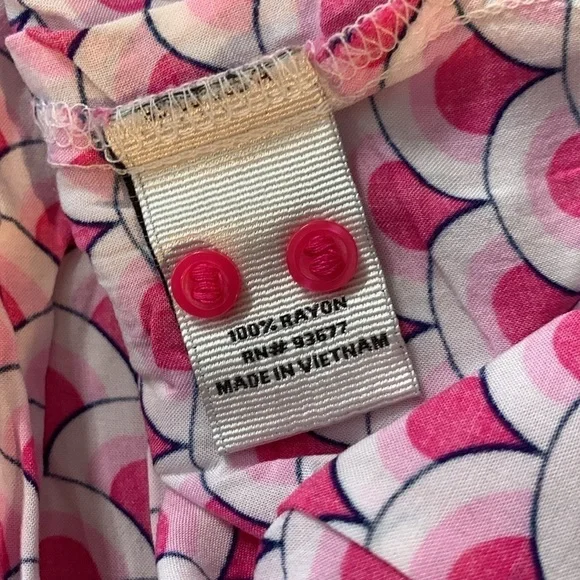 100% RAYON
RN# 93677
MADE IN VIETNAM